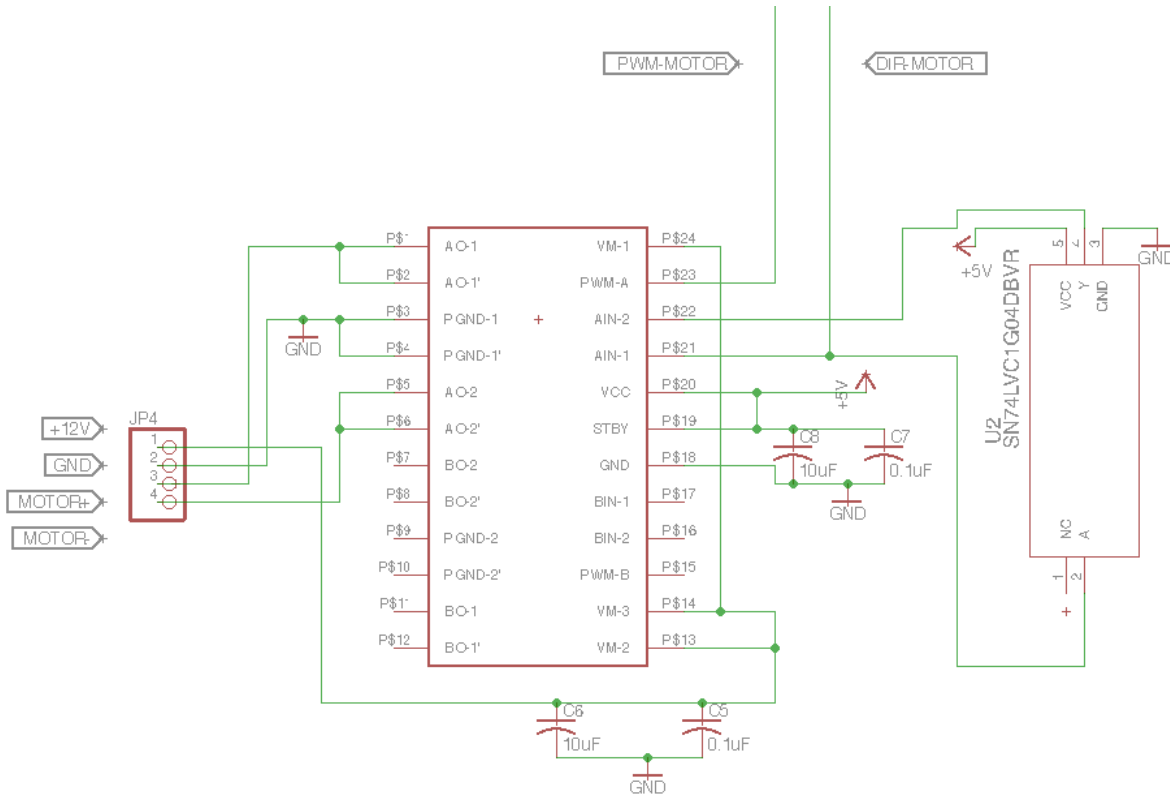 PWM-MOTOR
DIR-MOTOR
P$1
AO-1
VM-1
P$24
P$2
AO-1'
PWM-A
P$23
P$3
PGND-1
AIN-2
P$22
GND
P$4
PGND-1'
AIN-1
P$21
P$5
AO-2
VCC
P$20
+5V
P$6
AO-2'
STBY
P$19
P$7
BO-2
GND
P$18
P$8
BO-2'
BIN-1
P$17
P$9
PGND-2
BIN-2
P$16
P$10
PGND-2'
PWM-B
P$15
P$11
BO-1
VM-3
P$14
P$12
BO-1'
VM-2
P$13
JP4
+12V
GND
MOTOR+
MOTOR-
1
2
3
4
C8
10uF
C7
0.1uF
GND
C6
10uF
C5
0.1uF
GND
+5V
GND
5
4
3
VCC
Y
GND
U2
SN74LVC1G04DBVR
NC
A
1
2